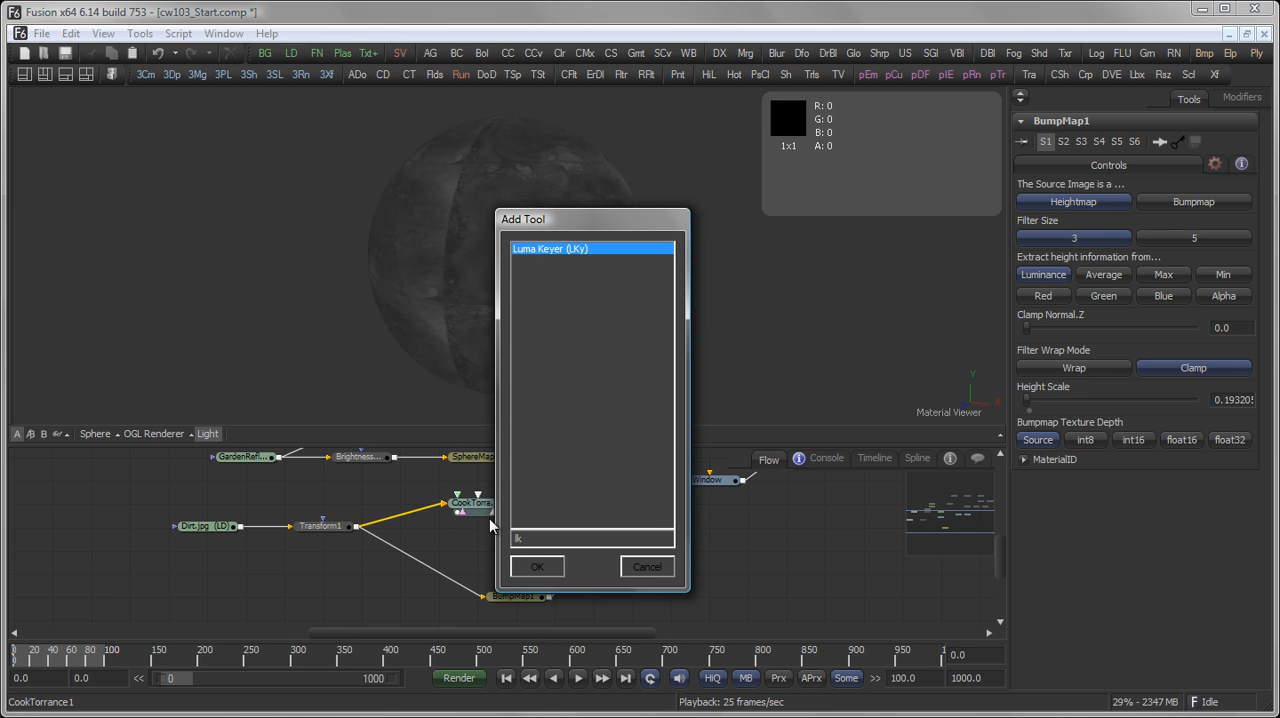 Fusion x64 6.14 build 753 - [cw103_Start.comp *]
File Edit View Tools Script Window Help
BG LD FN Plas Txt+ SV AG BC Bol CC CCv Clr CMx CS Gmt SCv WB DX Mrg Blur Dfo DrBl Glo Shrp US SGl VBl DBl Fog Shd Txr Log FLU Gm RN Bmp Elp Ply
3Cm 3Dp 3Mg 3PL 3Sh 3SL 3Rn 3Xf ADo CD CT Flds Run DoD TSp TSt CFlt ErDl Fltr RFlt Pnt HiL Hot PsCl Sh Trls TV pEm pCu pDF pIE pRn pTr Tra CSh Crp DVE Lbx Rsz Scl Xf
R: 0
G: 0
B: 0
A: 0
1x1
Tools Modifiers
BumpMap1
S1 S2 S3 S4 S5 S6
Controls
The Source Image is a ...
Heightmap Bumpmap
Filter Size
3 5
Extract height information from...
Luminance Average Max Min
Red Green Blue Alpha
Clamp Normal.Z
0.0
Filter Wrap Mode
Wrap Clamp
Height Scale
0.193205
Bumpmap Texture Depth
Source int8 int16 float16 float32
MaterialID
Add Tool
Luma Keyer (LKy)
lk
OK Cancel
Y
X
Material Viewer
A B Sphere OGL Renderer Light
Flow Console Timeline Spline
GardenRefl... Brightness... SphereMap
CookTorra...
Window
Dirt.jpg (LD) Transform1
BumpMap1
0 20 40 60 80 100 150 200 250 300 350 400 450 500 550 600 650 700 750 800 850 900 950 1
0.0
0.0 0.0 << 0 1000 Render HiQ MB Prx APrx Some >> 100.0 1000.0
CookTorrance1
Playback: 25 frames/sec
29% - 2347 MB
Idle